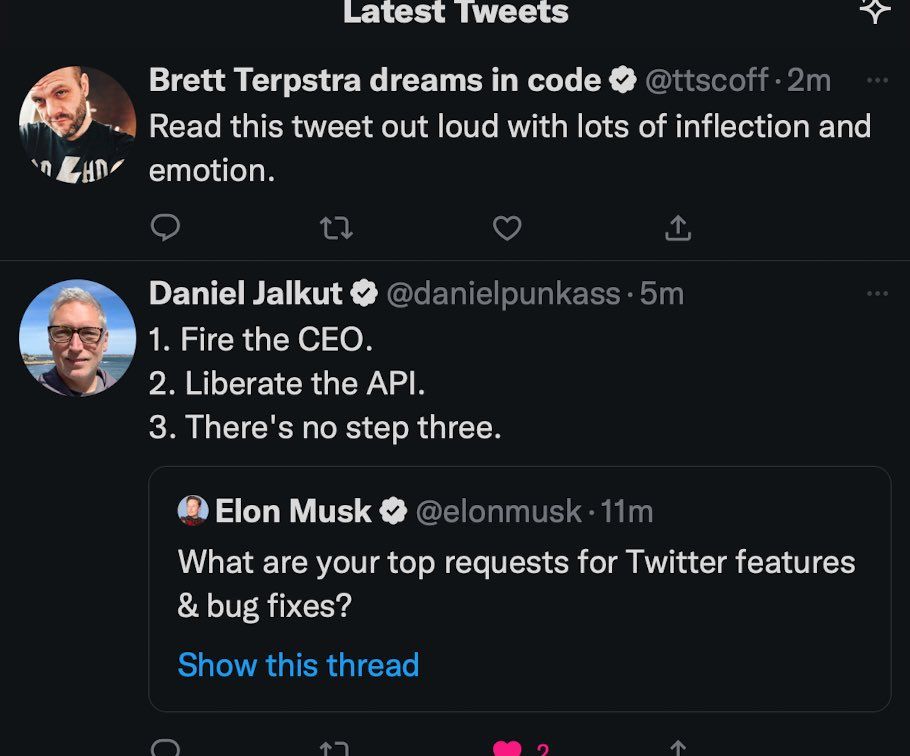 Latest Tweets
Brett Terpstra dreams in code @ttscoff · 2m
Read this tweet out loud with lots of inflection and
emotion.
Daniel Jalkut @danielpunkass · 5m
1. Fire the CEO.
2. Liberate the API.
3. There's no step three.
Elon Musk @elonmusk · 11m
What are your top requests for Twitter features
& bug fixes?
Show this thread
2